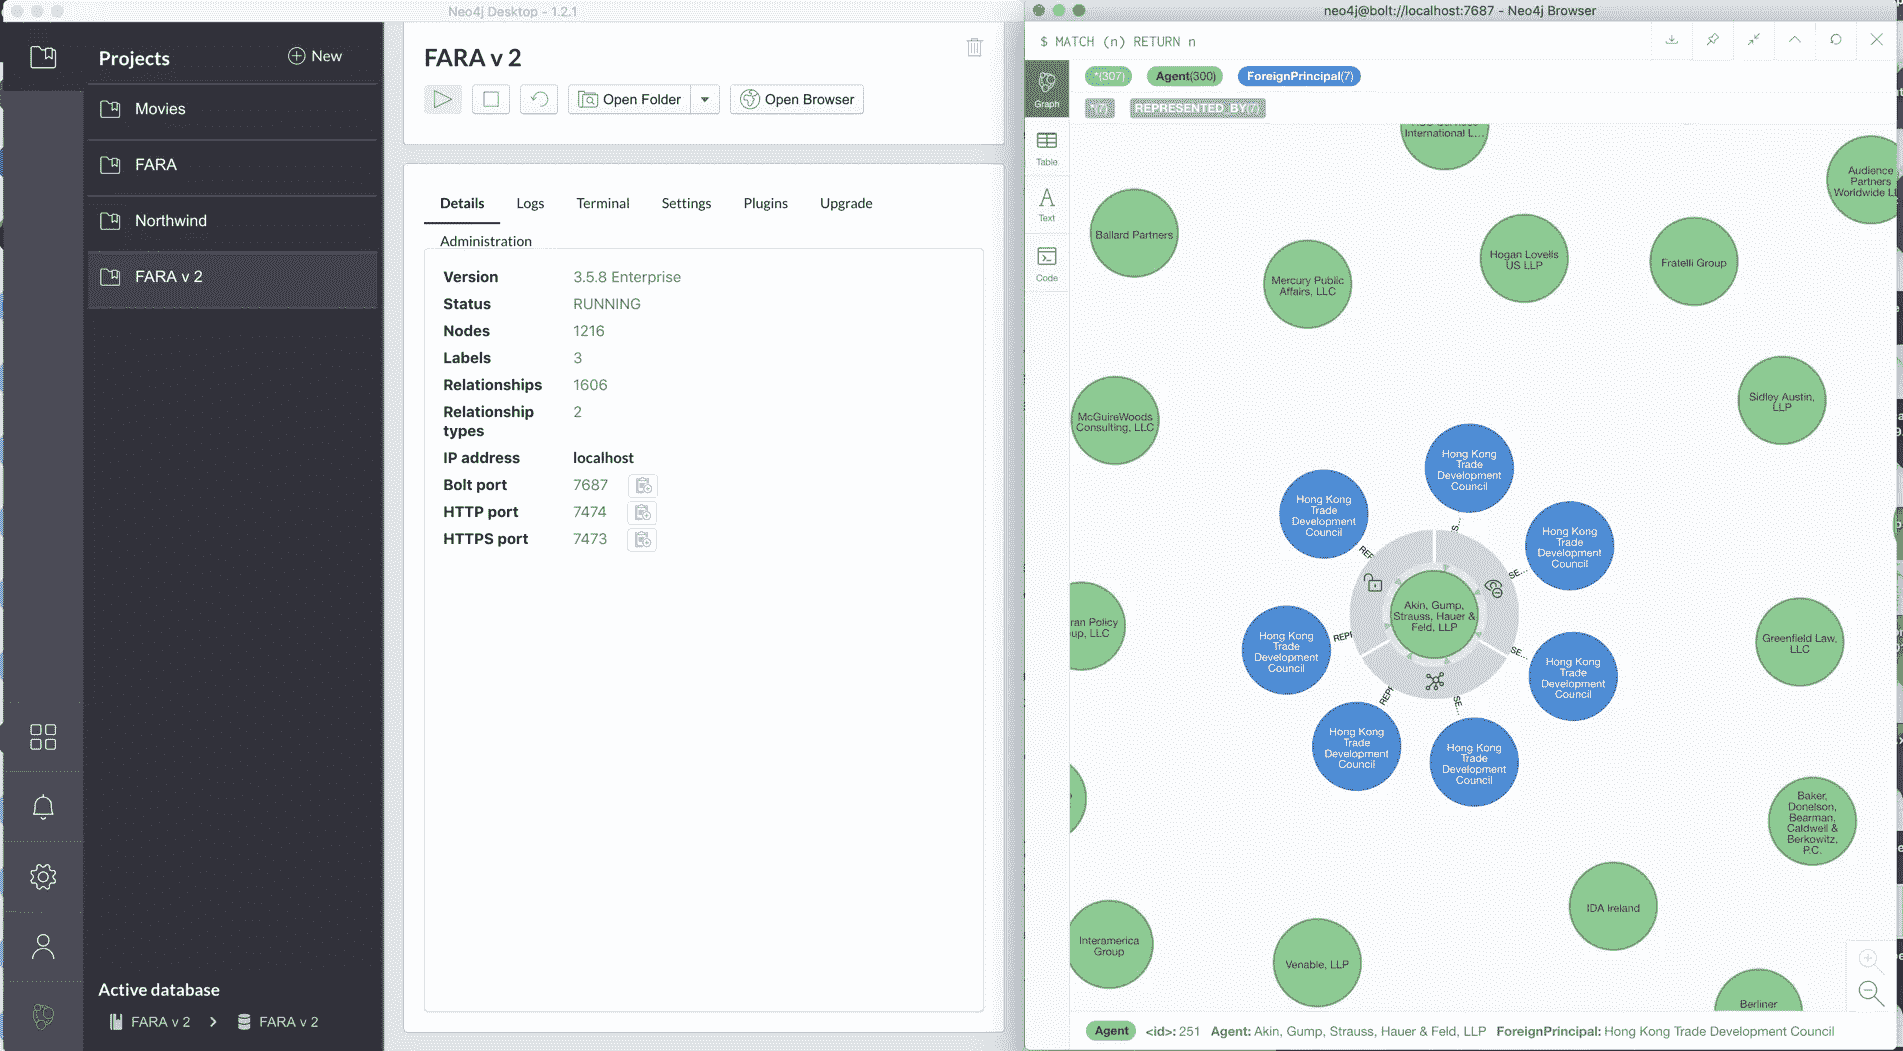 Neo4j Desktop - 1.2.1
Projects
New
Movies
FARA
Northwind
FARA v 2
Active database
FARA v 2 > FARA v 2
FARA v 2
Open Folder
Open Browser
Details Logs Terminal Settings Plugins Upgrade
Administration
Version 3.5.8 Enterprise
Status RUNNING
Nodes 1216
Labels 3
Relationships 1606
Relationship types 2
IP address localhost
Bolt port 7687
HTTP port 7474
HTTPS port 7473
neo4j@bolt://localhost:7687 - Neo4j Browser
$ MATCH (n) RETURN n
*(307) Agent(300) ForeignPrincipal(7)
*(7) REPRESENTED_BY(7)
Graph
Table
Text
Code
International L...
Audience
Partners
Worldwide LL
Ballard Partners
Mercury Public
Affairs, LLC
Hogan Lovells
US LLP
Fratelli Group
McGuireWoods
Consulting, LLC
Sidley Austin,
LLP
Hong Kong
Trade
Development
Council
Hong Kong
Trade
Development
Council
Hong Kong
Trade
Development
Council
Akin, Gump,
Strauss, Hauer &
Feld, LLP
Hong Kong
Trade
Development
Council
Hong Kong
Trade
Development
Council
Hong Kong
Trade
Development
Council
Hong Kong
Trade
Development
Council
REF
S...
SE...
REPI
SE...
REPI
SE...
ran Policy
up, LLC
Greenfield Law,
LLC
Baker,
Donelson,
Bearman,
Caldwell &
Berkowitz,
P.C.
IDA Ireland
Interamerica
Group
Venable, LLP
Berliner
Agent <id>: 251 Agent: Akin, Gump, Strauss, Hauer & Feld, LLP ForeignPrincipal: Hong Kong Trade Development Council